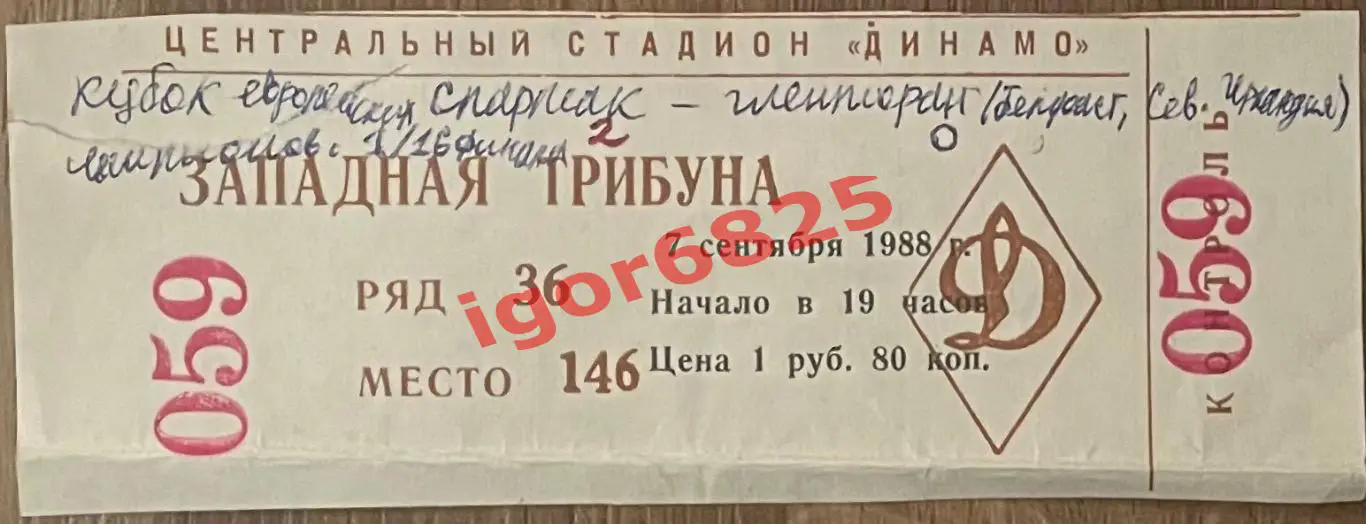 ЦЕНТРАЛЬНЫЙ СТАДИОН «ДИНАМО»
Кубок европейских Спартак – Гленторан (Белфаст, Сев. Ирландия)
чемпионов. 1/16 финала 2 0
ЗАПАДНАЯ ТРИБУНА
7 сентября 1988 г.
РЯД 36
Начало в 19 часов
МЕСТО 146
Цена 1 руб. 80 коп.
059
059
КОНТРОЛЬ
igor6825